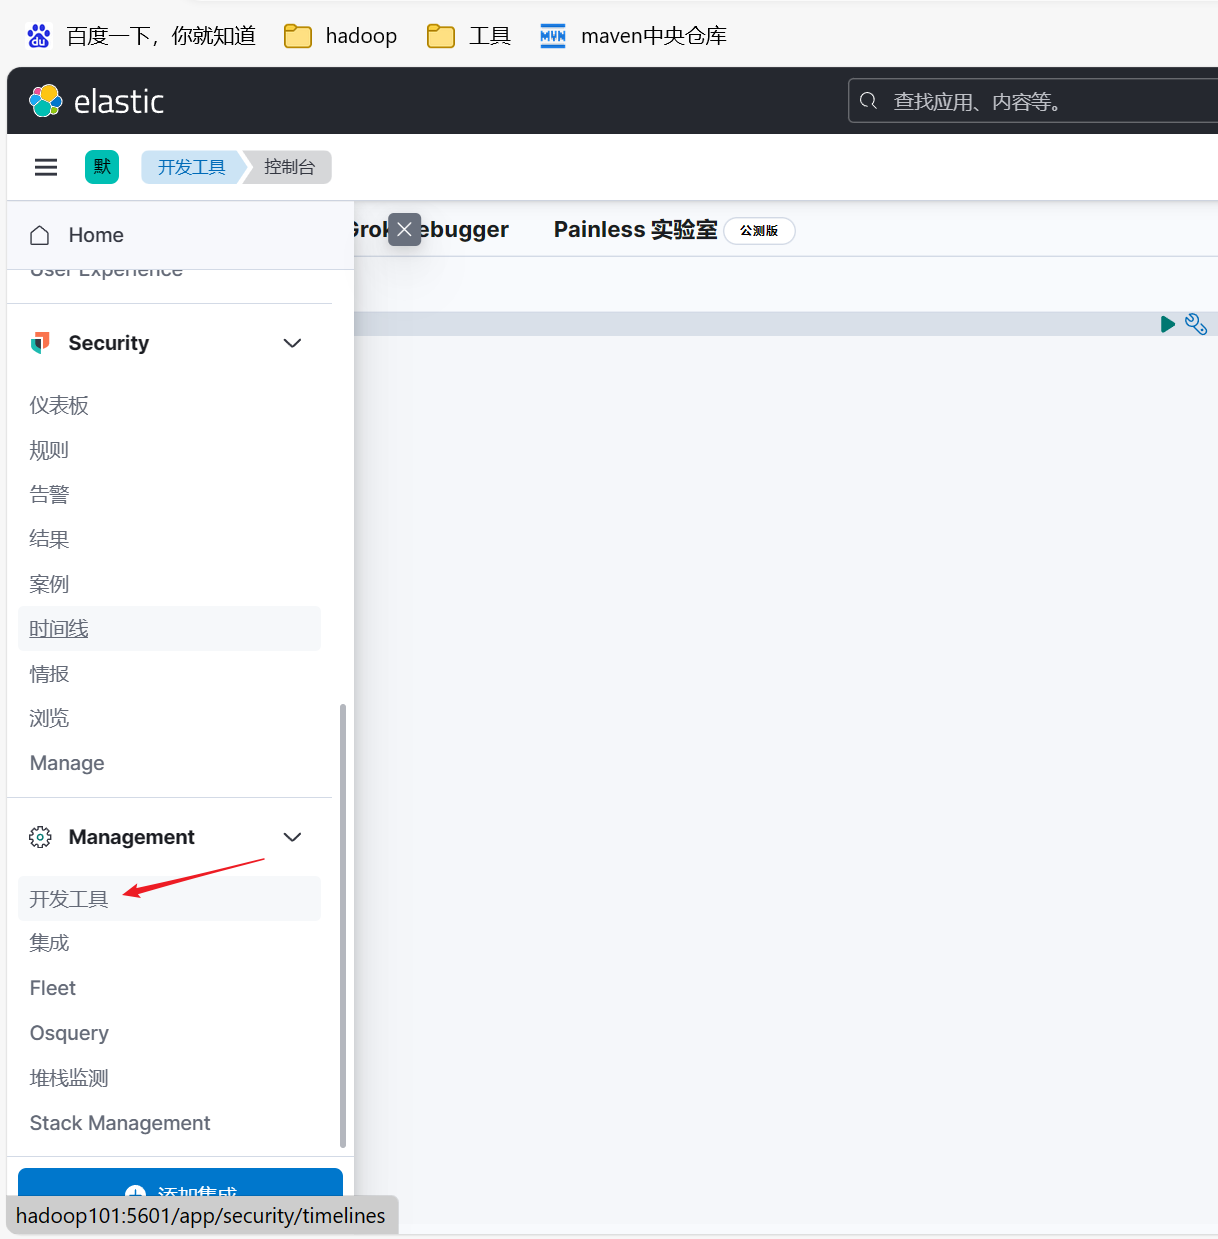 百度一下，你就知道 hadoop 工具 maven中央仓库
elastic 查找应用、内容等。
默 开发工具 控制台
Home
Grok ebugger Painless 实验室 公测版
User Experience
Security
仪表板
规则
告警
结果
案例
时间线
情报
浏览
Manage
Management
开发工具
集成
Fleet
Osquery
堆栈监测
Stack Management
添加集成
hadoop101:5601/app/security/timelines